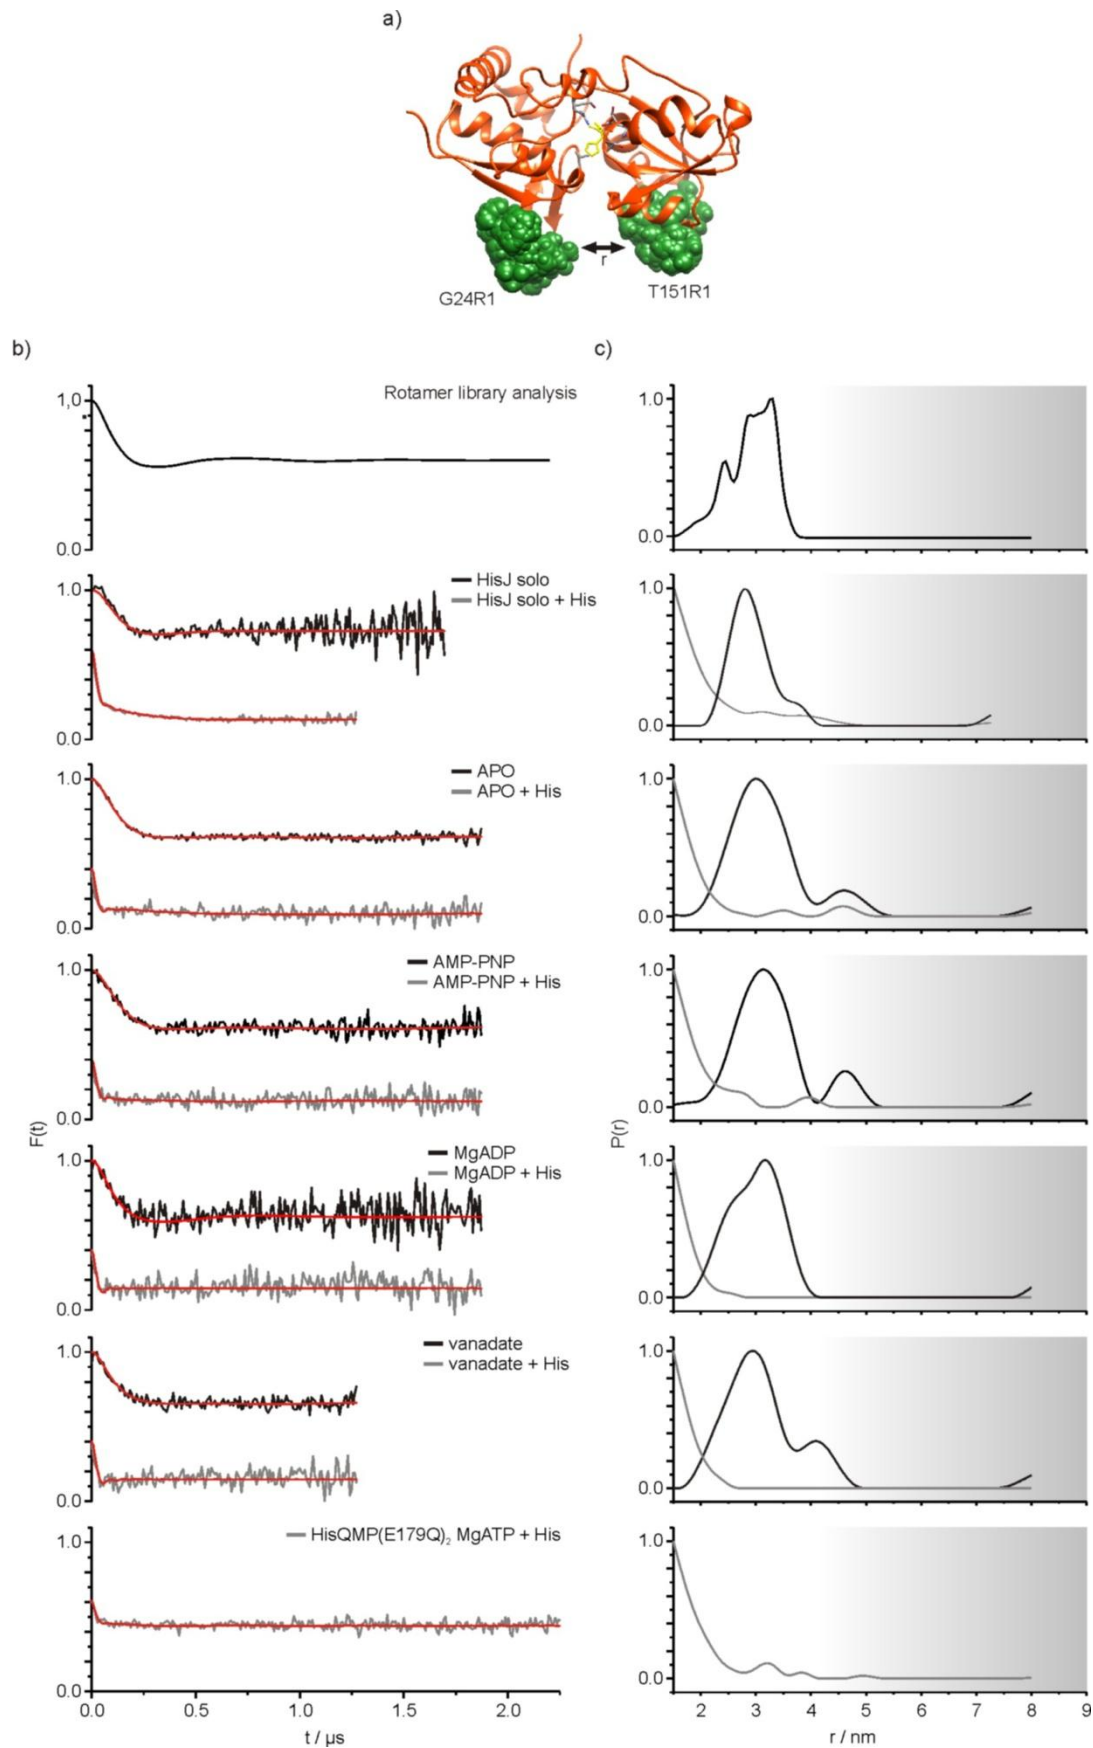 a)
r
G24R1
T151R1
b)
c)
Rotamer library analysis
1,0
0.0
1.0
0.0
HisJ solo
HisJ solo + His
1.0
0.0
1.0
0.0
APO
APO + His
1.0
0.0
1.0
0.0
AMP-PNP
AMP-PNP + His
1.0
0.0
1.0
0.0
F(t)
P(r)
MgADP
MgADP + His
1.0
0.0
1.0
0.0
vanadate
vanadate + His
1.0
0.0
1.0
0.0
HisQMP(E179Q)₂ MgATP + His
1.0
0.0
1.0
0.0
0.0 0.5 1.0 1.5 2.0
t / µs
2 3 4 5 6 7 8 9
r / nm